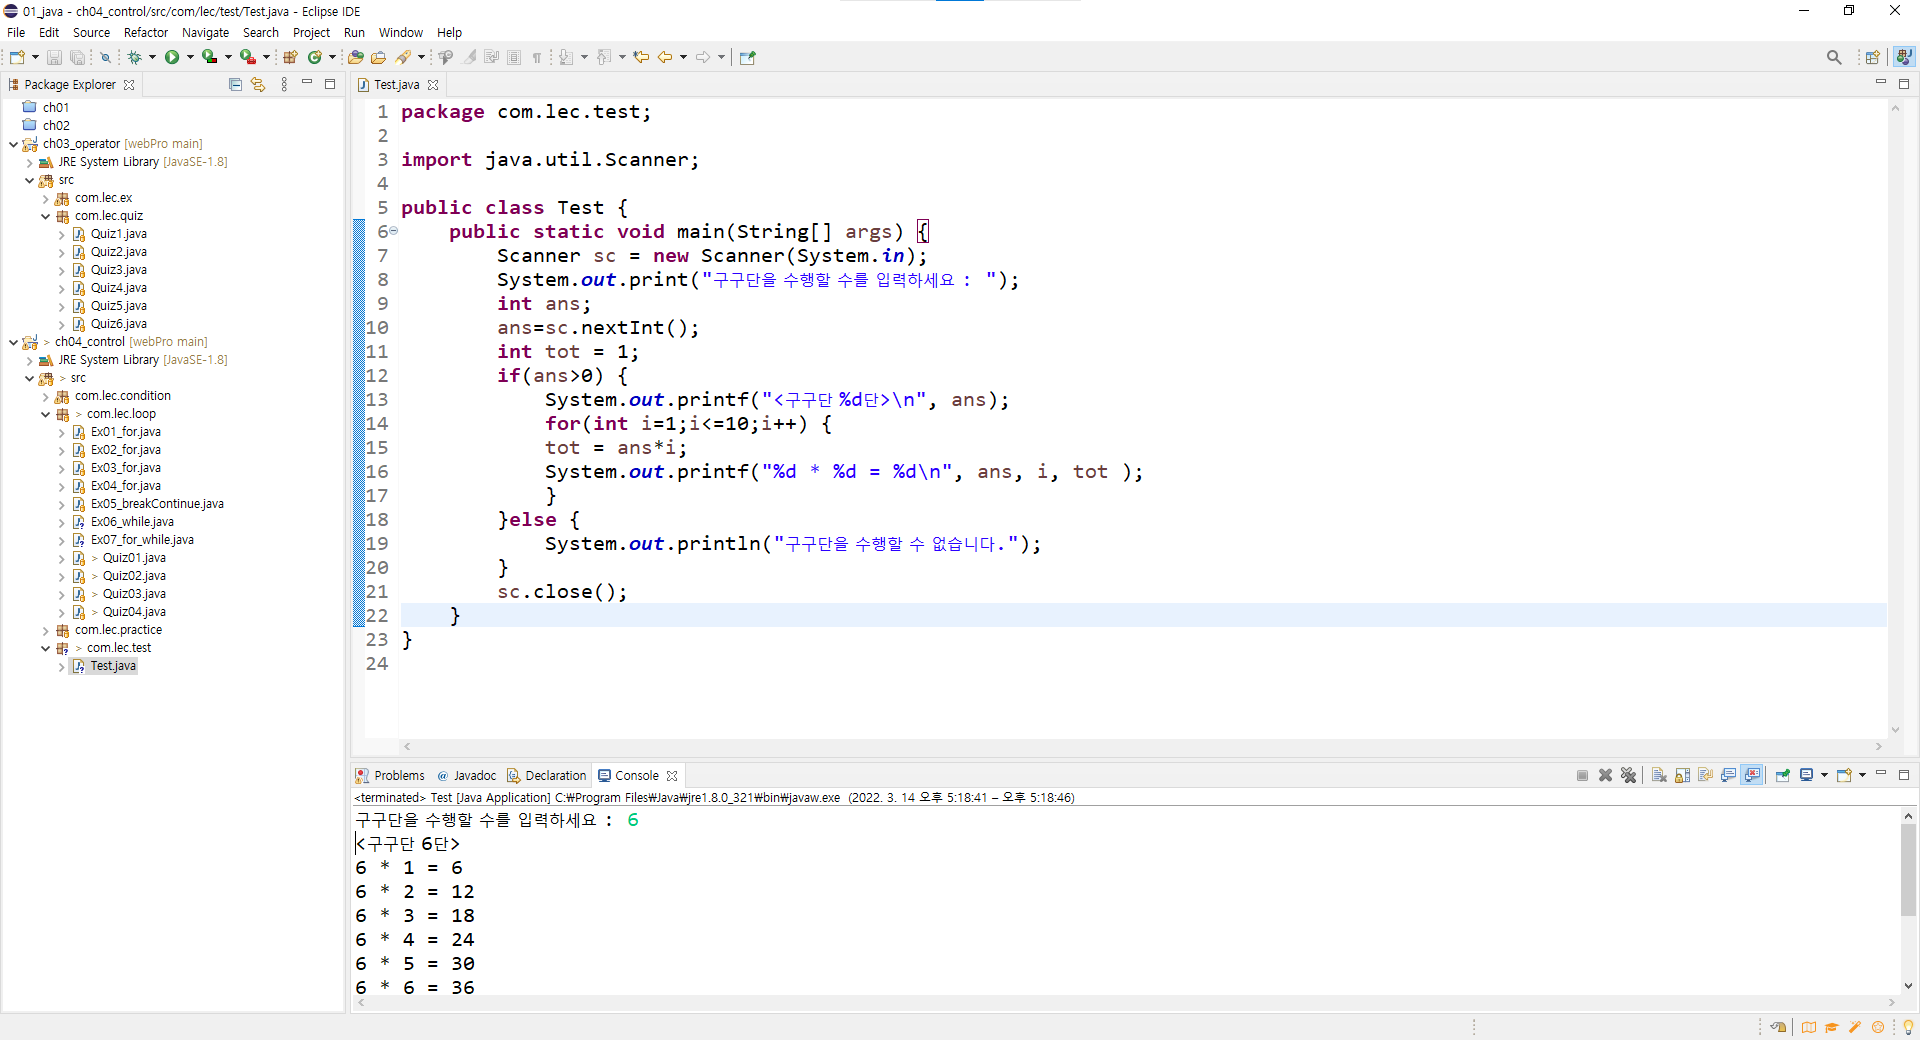 01_java - ch04_control/src/com/lec/test/Test.java - Eclipse IDE
File Edit Source Refactor Navigate Search Project Run Window Help
Package Explorer
ch01
ch02
ch03_operator [webPro main]
JRE System Library [JavaSE-1.8]
src
com.lec.ex
com.lec.quiz
Quiz1.java
Quiz2.java
Quiz3.java
Quiz4.java
Quiz5.java
Quiz6.java
> ch04_control [webPro main]
JRE System Library [JavaSE-1.8]
> src
com.lec.condition
> com.lec.loop
Ex01_for.java
Ex02_for.java
Ex03_for.java
Ex04_for.java
Ex05_breakContinue.java
Ex06_while.java
Ex07_for_while.java
> Quiz01.java
> Quiz02.java
> Quiz03.java
> Quiz04.java
com.lec.practice
> com.lec.test
Test.java
Test.java
1 package com.lec.test;
2
3 import java.util.Scanner;
4
5 public class Test {
6 public static void main(String[] args) {
7 Scanner sc = new Scanner(System.in);
8 System.out.print("구구단을 수행할 수를 입력하세요 : ");
9 int ans;
10 ans=sc.nextInt();
11 int tot = 1;
12 if(ans>0) {
13 System.out.printf("<구구단 %d단>\n", ans);
14 for(int i=1;i<=10;i++) {
15 tot = ans*i;
16 System.out.printf("%d * %d = %d\n", ans, i, tot );
17 }
18 }else {
19 System.out.println("구구단을 수행할 수 없습니다.");
20 }
21 sc.close();
22 }
23 }
24
Problems @ Javadoc Declaration Console
<terminated> Test [Java Application] C:₩Program Files₩Java₩jre1.8.0_321₩bin₩javaw.exe (2022. 3. 14 오후 5:18:41 – 오후 5:18:46)
구구단을 수행할 수를 입력하세요 : 6
<구구단 6단>
6 * 1 = 6
6 * 2 = 12
6 * 3 = 18
6 * 4 = 24
6 * 5 = 30
6 * 6 = 36